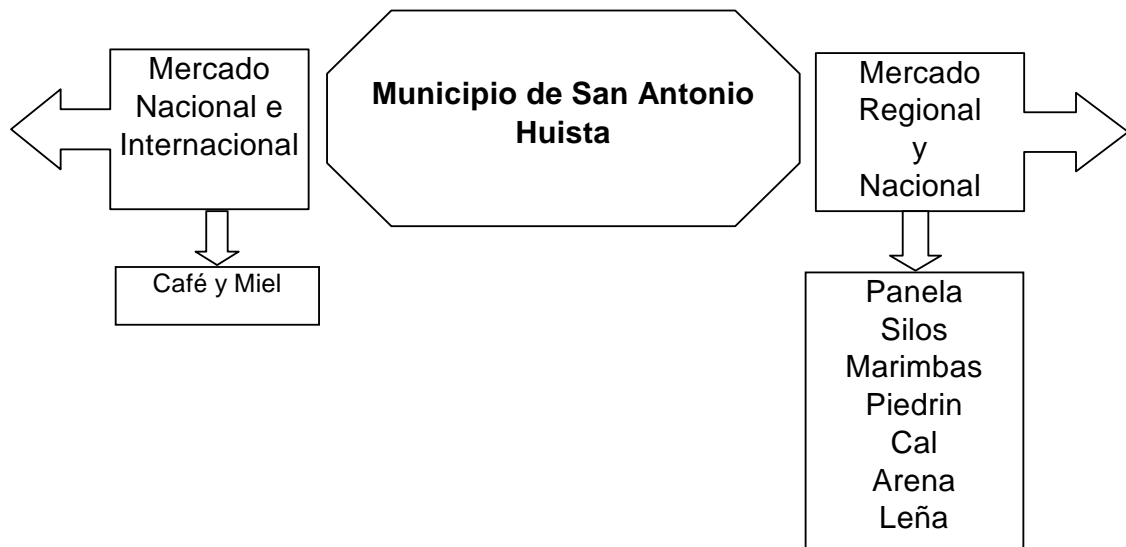 Mercado
Nacional e
Internacional
Café y Miel
Municipio de San Antonio
Huista
Mercado
Regional
y
Nacional
Panela
Silos
Marimbas
Piedrin
Cal
Arena
Leña